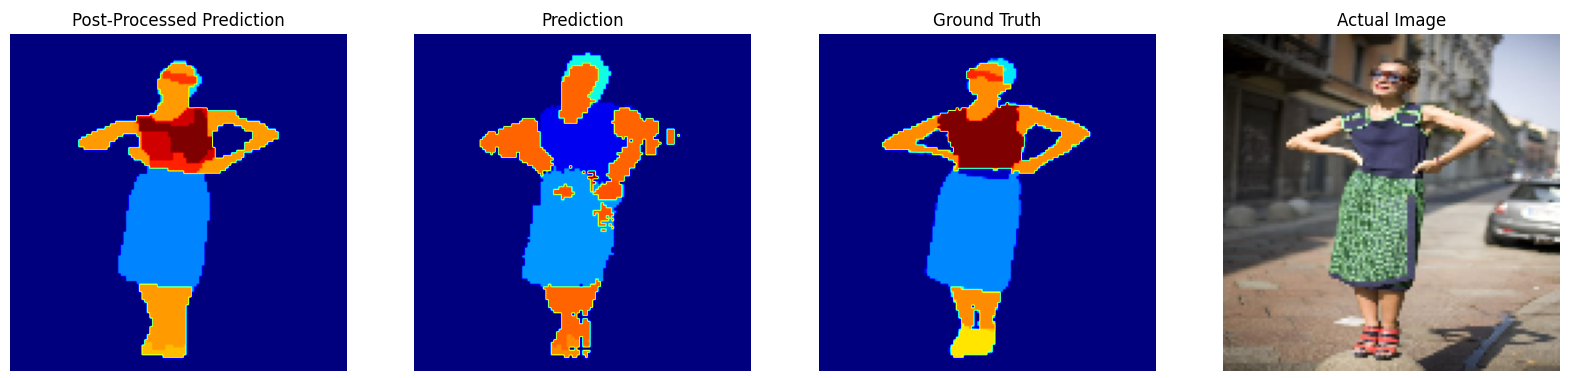 Post-Processed Prediction
Prediction
Ground Truth
Actual Image